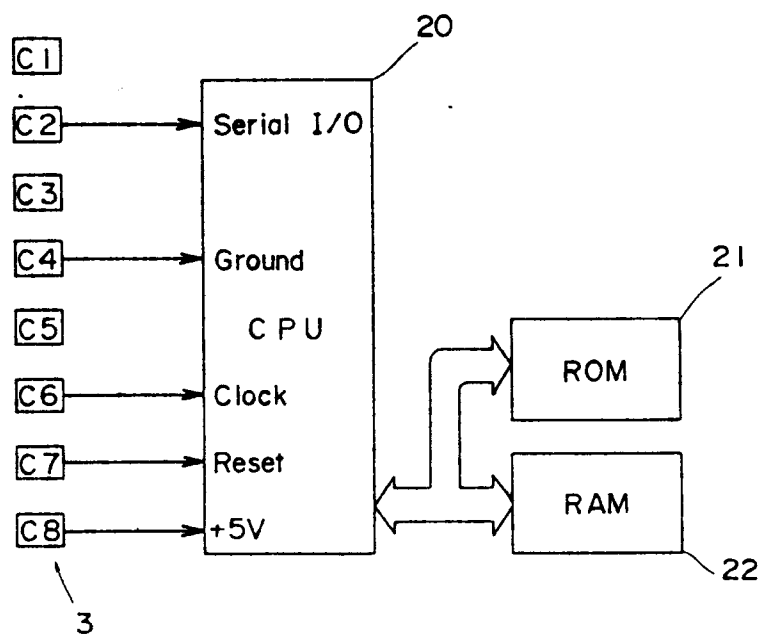 20
C1
C2 Serial I/O
C3
C4 Ground
21
C5 CPU
ROM
C6 Clock
C7 Reset
RAM
C8 +5V
22
3